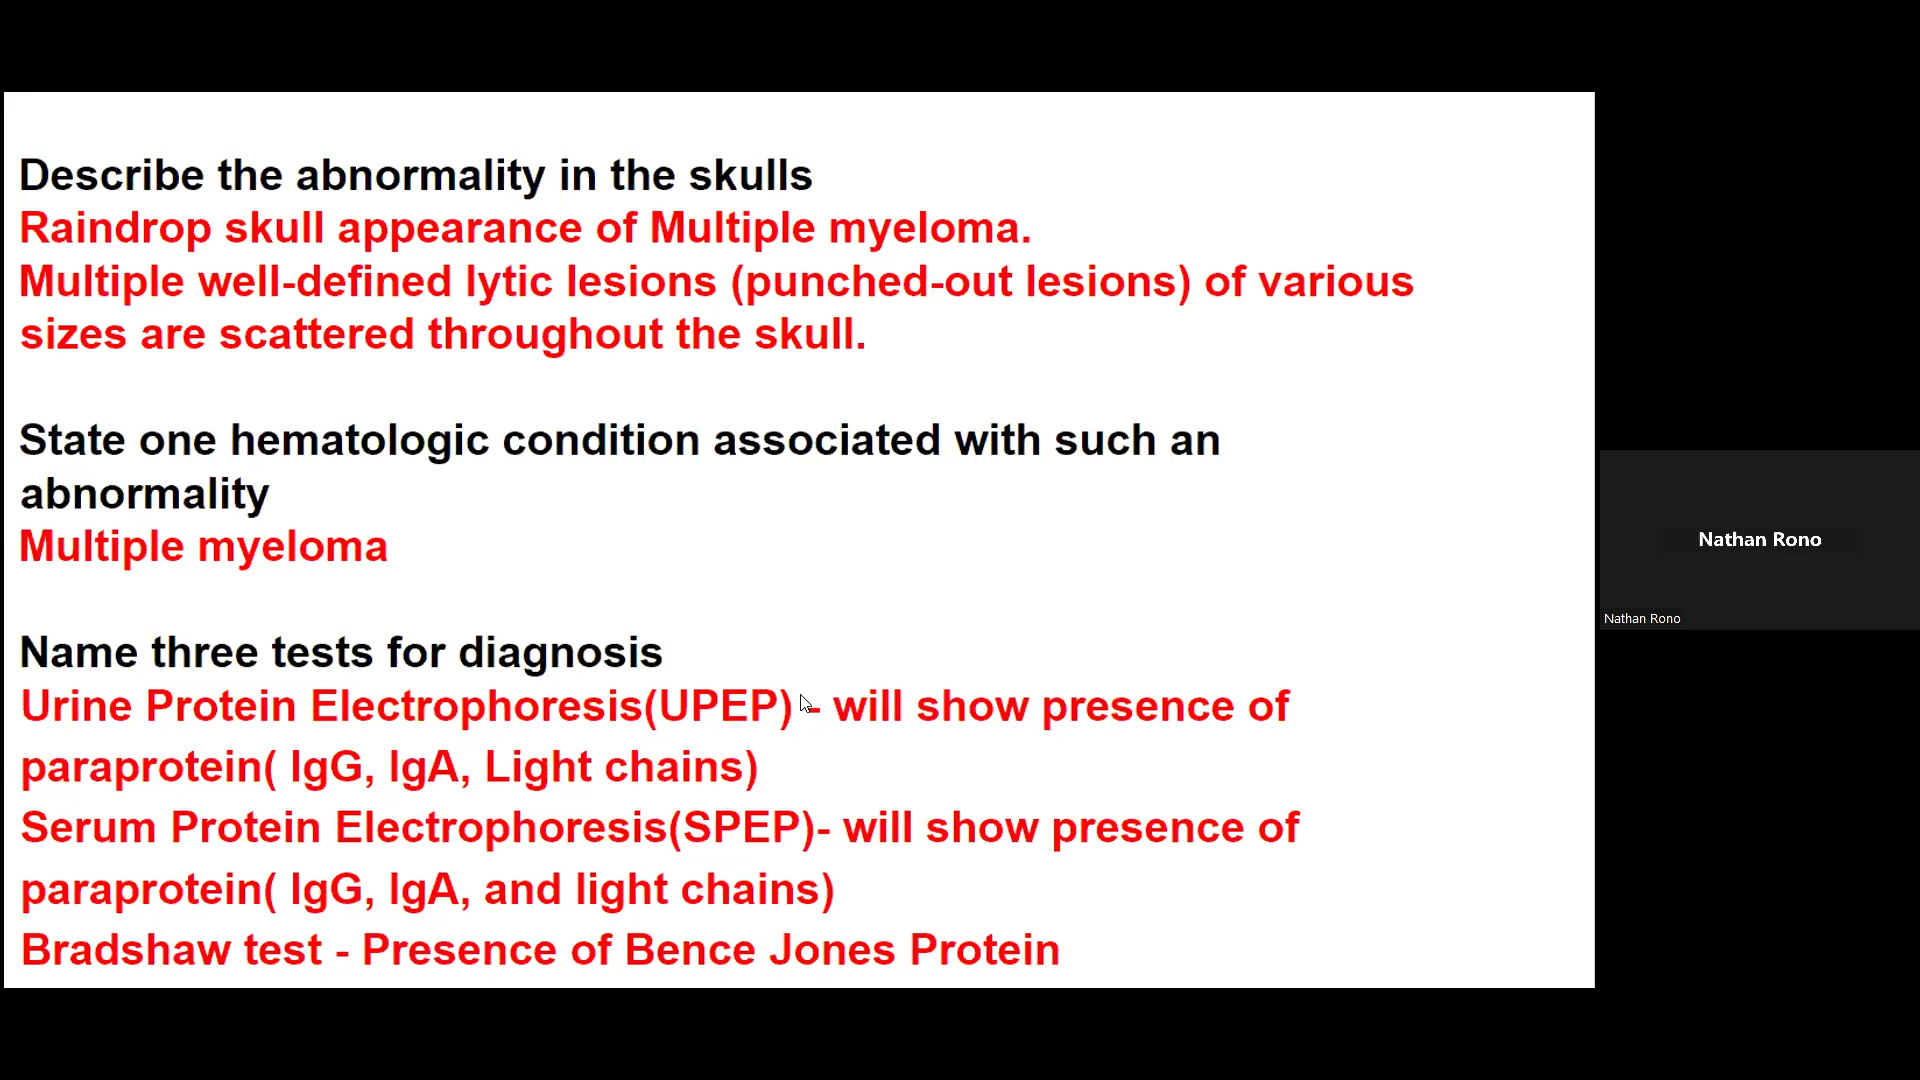 Describe the abnormality in the skulls
Raindrop skull appearance of Multiple myeloma.
Multiple well-defined lytic lesions (punched-out lesions) of various
sizes are scattered throughout the skull.
State one hematologic condition associated with such an
abnormality
Multiple myeloma
Name three tests for diagnosis
Urine Protein Electrophoresis(UPEP) - will show presence of
paraprotein( IgG, IgA, Light chains)
Serum Protein Electrophoresis(SPEP)- will show presence of
paraprotein( IgG, IgA, and light chains)
Bradshaw test - Presence of Bence Jones Protein
Nathan Rono
Nathan Rono